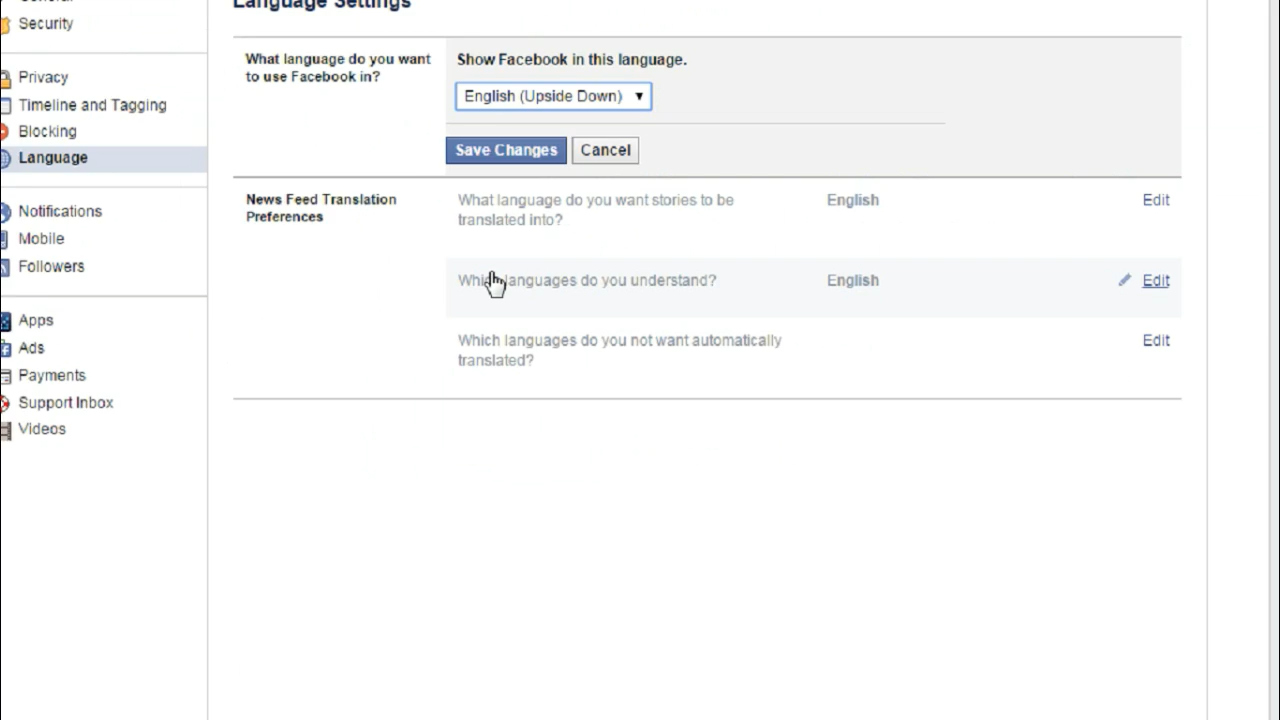 General
Security
Privacy
Timeline and Tagging
Blocking
Language
Notifications
Mobile
Followers
Apps
Ads
Payments
Support Inbox
Videos
Language Settings
What language do you want
to use Facebook in?
Show Facebook in this language.
English (Upside Down)
Save Changes
Cancel
News Feed Translation
Preferences
What language do you want stories to be
translated into?
English
Edit
languages do you understand?
English
Edit
Which languages do you not want automatically
translated?
Edit